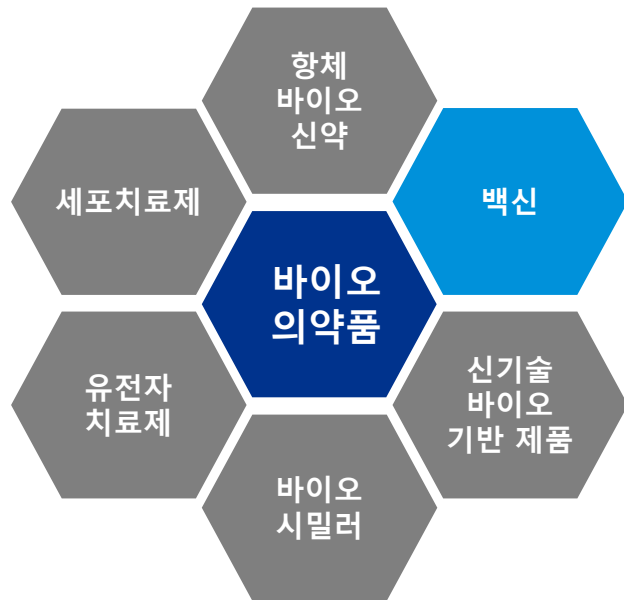 항체
바이오
신약
세포치료제
백신
바이오
의약품
유전자
치료제
신기술
바이오
기반 제품
바이오
시밀러